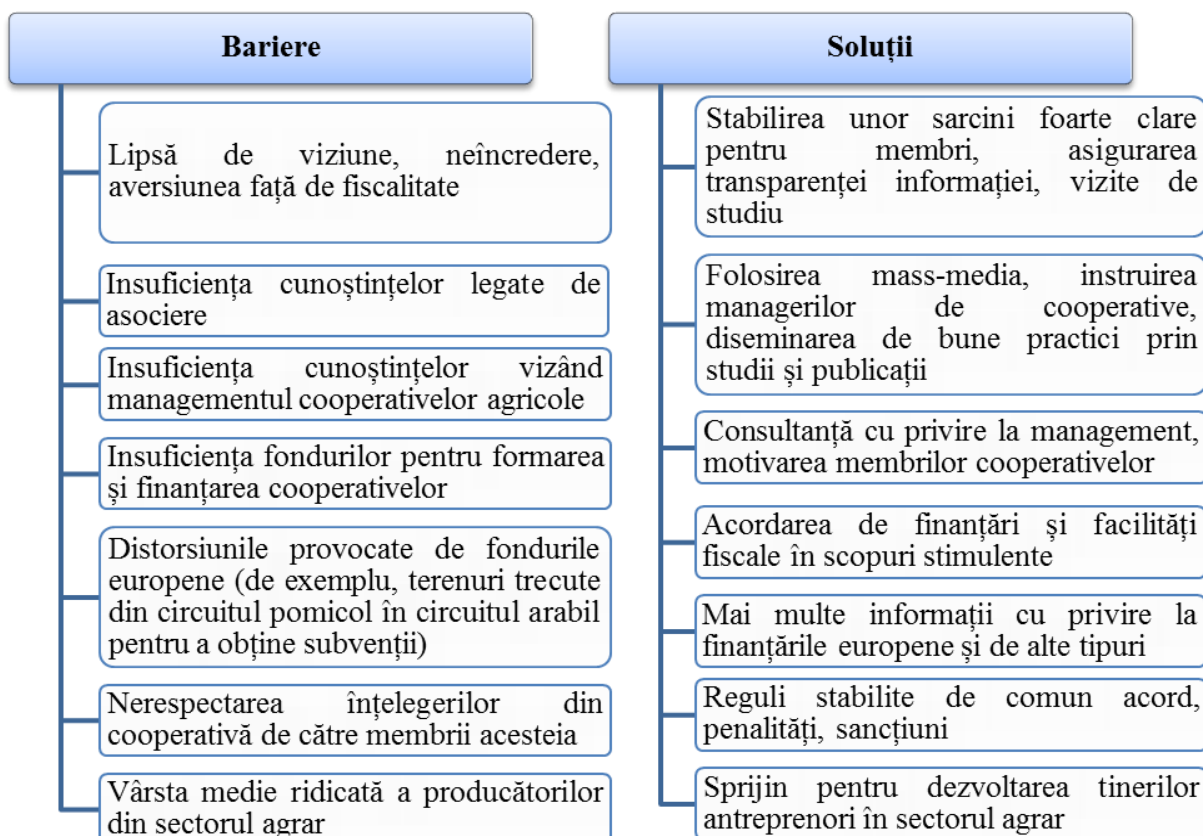 Bariere
Lipsă de viziune, neîncredere,
aversiunea față de fiscalitate
Insuficiența cunoștințelor legate de
asociere
Insuficiența cunoștințelor vizând
managementul cooperativelor agricole
Insuficiența fondurilor pentru formarea
și finanțarea cooperativelor
Distorsiunile provocate de fondurile
europene (de exemplu, terenuri trecute
din circuitul pomicol în circuitul arabil
pentru a obține subvenții)
Nerespectarea înțelegerilor din
cooperativă de către membrii acesteia
Vârsta medie ridicată a producătorilor
din sectorul agrar
Soluții
Stabilirea unor sarcini foarte clare
pentru membri, asigurarea
transparenței informației, vizite de
studiu
Folosirea mass-media, instruirea
managerilor de cooperative,
diseminarea de bune practici prin
studii și publicații
Consultanță cu privire la management,
motivarea membrilor cooperativelor
Acordarea de finanțări și facilități
fiscale în scopuri stimulente
Mai multe informații cu privire la
finanțările europene și de alte tipuri
Reguli stabilite de comun acord,
penalități, sancțiuni
Sprijin pentru dezvoltarea tinerilor
antreprenori în sectorul agrar